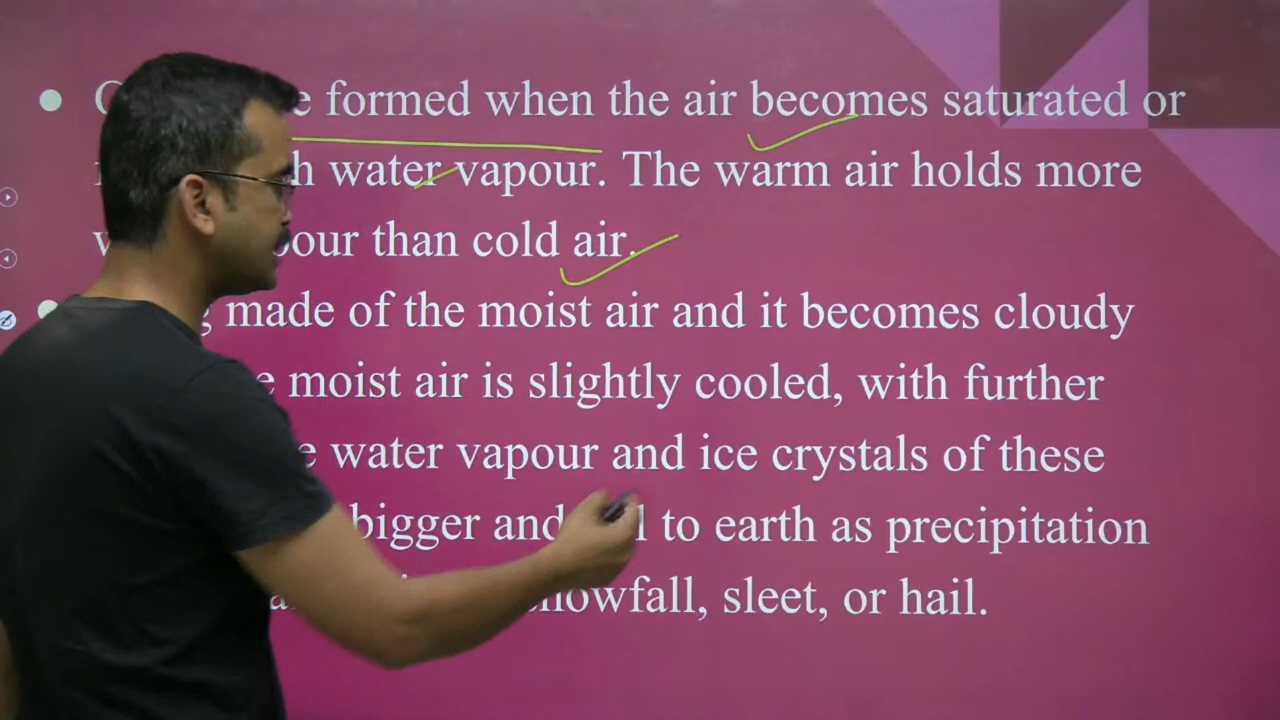 formed when the air becomes saturated or
water vapour. The warm air holds more
than cold air.
made of the moist air and it becomes cloudy
moist air is slightly cooled, with further
water vapour and ice crystals of these
bigger and to earth as precipitation
snowfall, sleet, or hail.